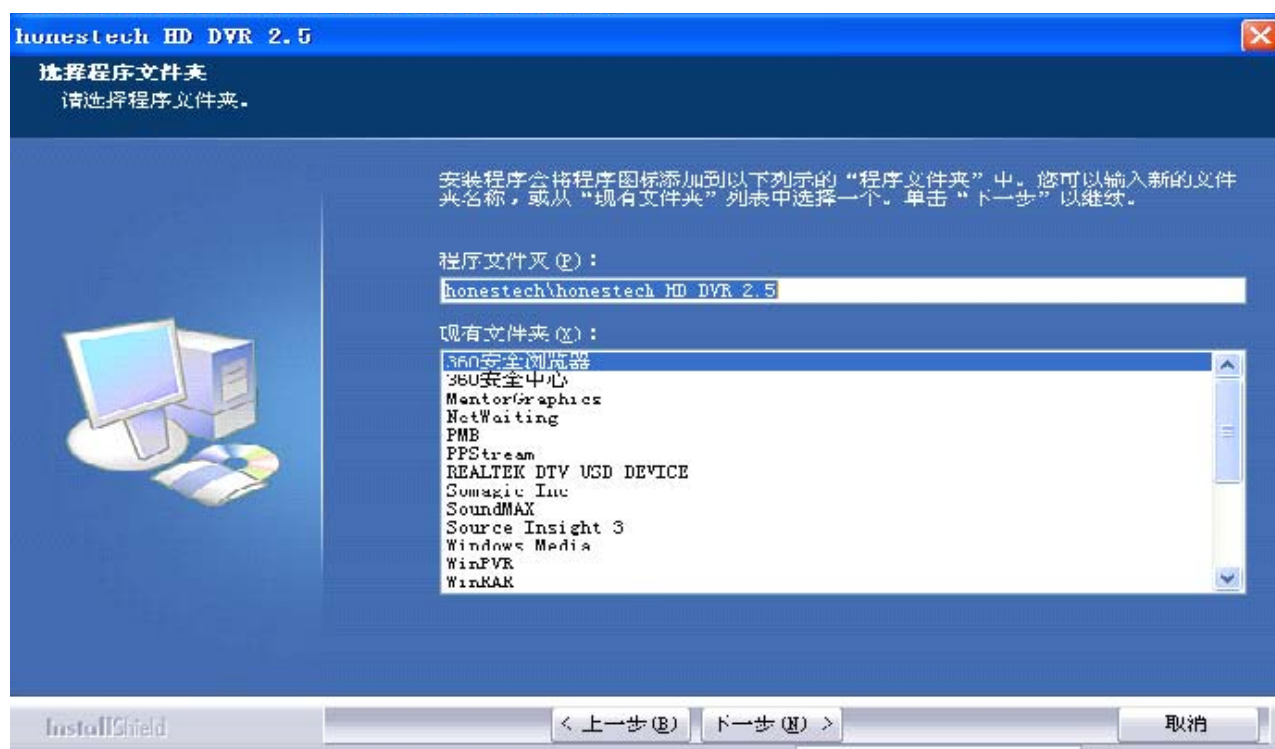 honestech HD DVR 2.5
选择程序文件夹
请选择程序文件夹。
安装程序会将程序图标添加到以下列示的“程序文件夹”中。您可以输入新的文件
夹名称，或从“现有文件夹”列表中选择一个。单击“下一步”以继续。
程序文件夹(P)：
honestech\honestech HD DVR 2.5
现有文件夹(X)：
360安全浏览器
360安全中心
MentorGraphics
NetWaiting
PMB
PPStream
REALTEK DTV USB DEVICE
Somagic Inc
SoundMAX
Source Insight 3
Windows Media
WinPVR
WinRAR
InstallShield
< 上一步(B)
下一步(N) >
取消